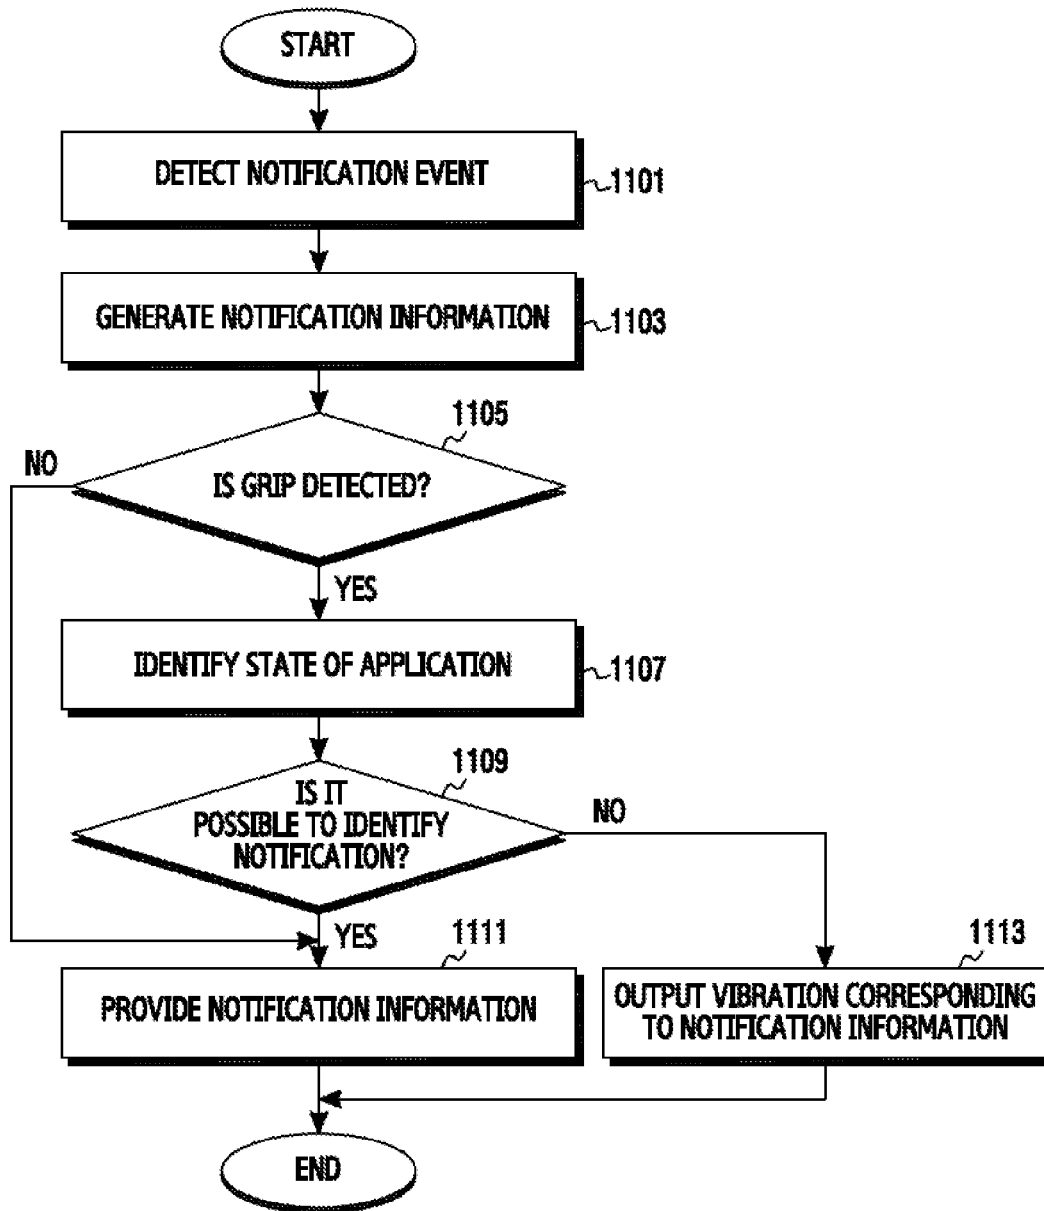 START
DETECT NOTIFICATION EVENT
1101
GENERATE NOTIFICATION INFORMATION
1103
1105
NO
IS GRIP DETECTED?
YES
IDENTIFY STATE OF APPLICATION
1107
1109
IS IT
POSSIBLE TO IDENTIFY
NOTIFICATION?
NO
YES
1111
1113
PROVIDE NOTIFICATION INFORMATION
OUTPUT VIBRATION CORRESPONDING
TO NOTIFICATION INFORMATION
END